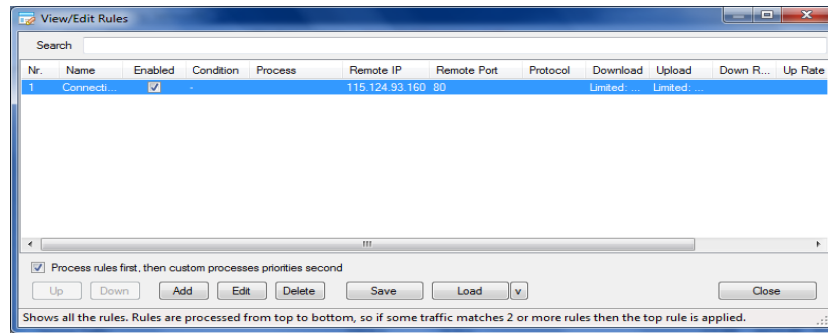 View/Edit Rules
Search
Nr. Name Enabled Condition Process Remote IP Remote Port Protocol Download Upload Down R... Up Rate
1 Connecti... - 115.124.93.160 80 Limited: ... Limited: ...
Process rules first, then custom processes priorities second
Up Down Add Edit Delete Save Load v Close
Shows all the rules. Rules are processed from top to bottom, so if some traffic matches 2 or more rules then the top rule is applied.